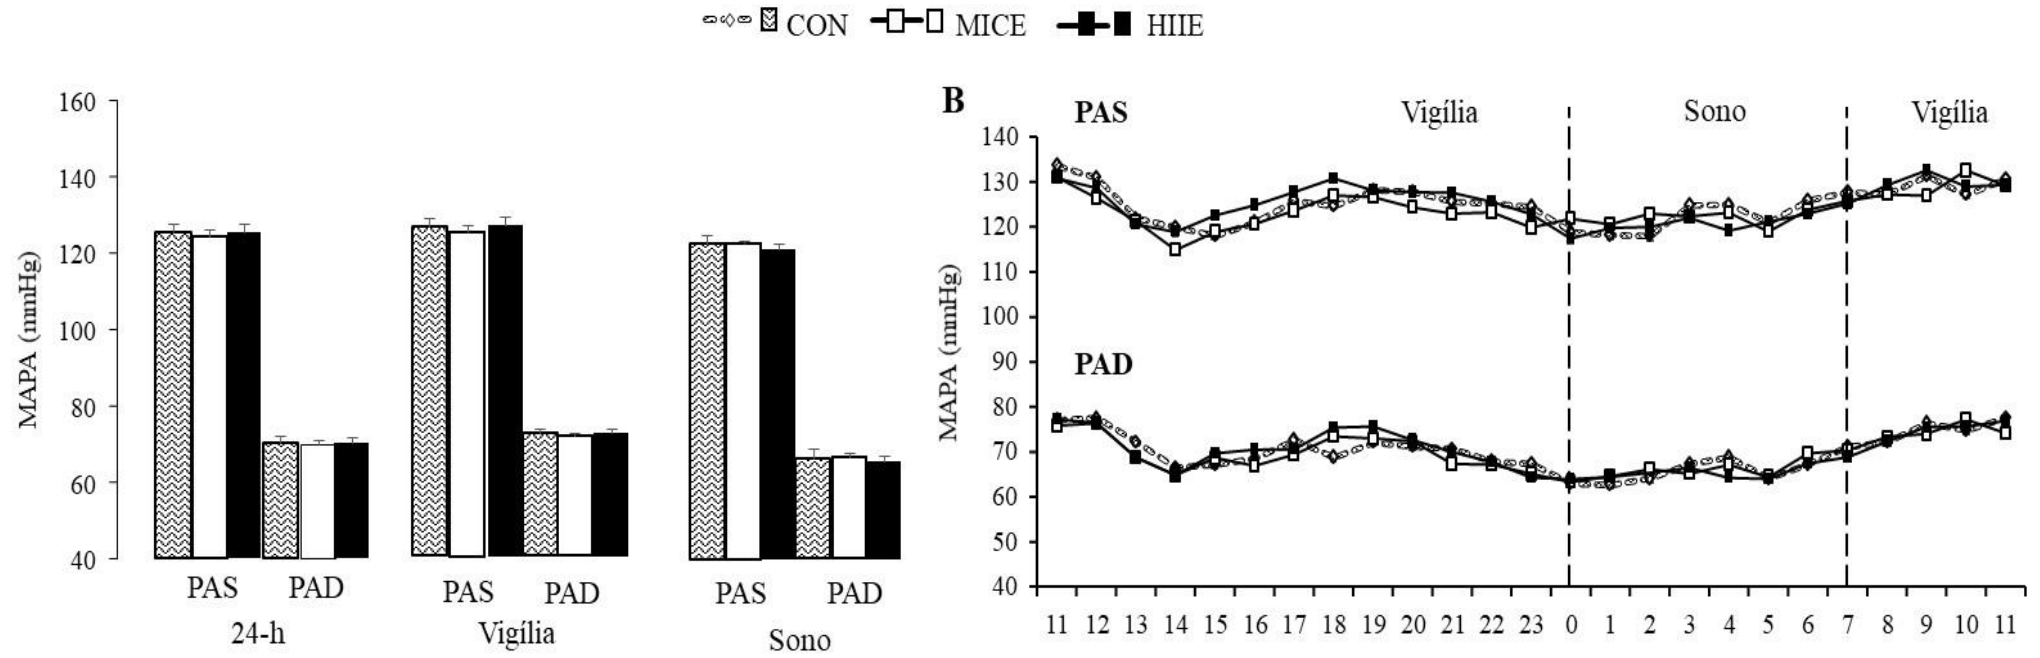 CON MICE HIIE
160
140
120
100
80
60
40
MAPA (mmHg)
PAS PAD PAS PAD PAS PAD
24-h Vigília Sono
B
PAS Vigília Sono Vigília
140
130
120
110
100
90
80
70
60
50
40
MAPA (mmHg)
PAD
11 12 13 14 15 16 17 18 19 20 21 22 23 0 1 2 3 4 5 6 7 8 9 10 11